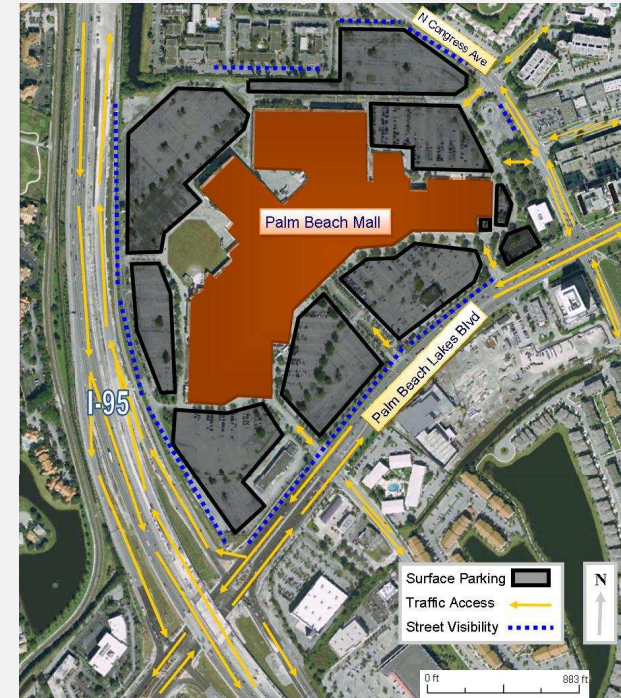 N Congress Ave
Palm Beach Mall
Palm Beach Lakes Blvd
I-95
Surface Parking
Traffic Access
Street Visibility
N
0 ft
883 ft